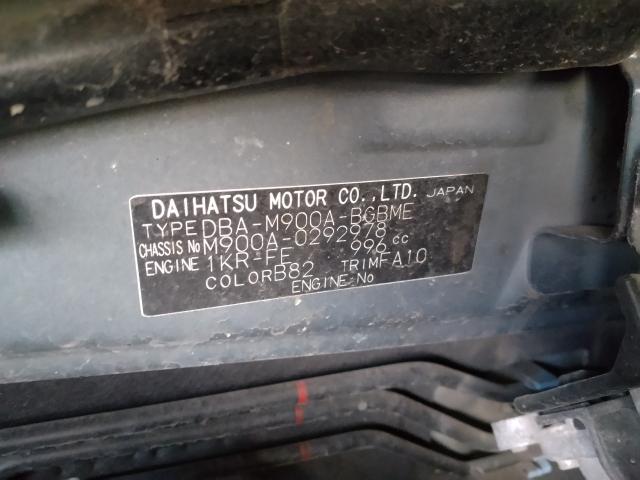 DAIHATSU MOTOR CO.,LTD. JAPAN
TYPE DBA-M900A-BGBME
CHASSIS No M900A-0292978
ENGINE 1KR-FE 996 cc
COLOR B82 TRIM FA10
ENGINE No